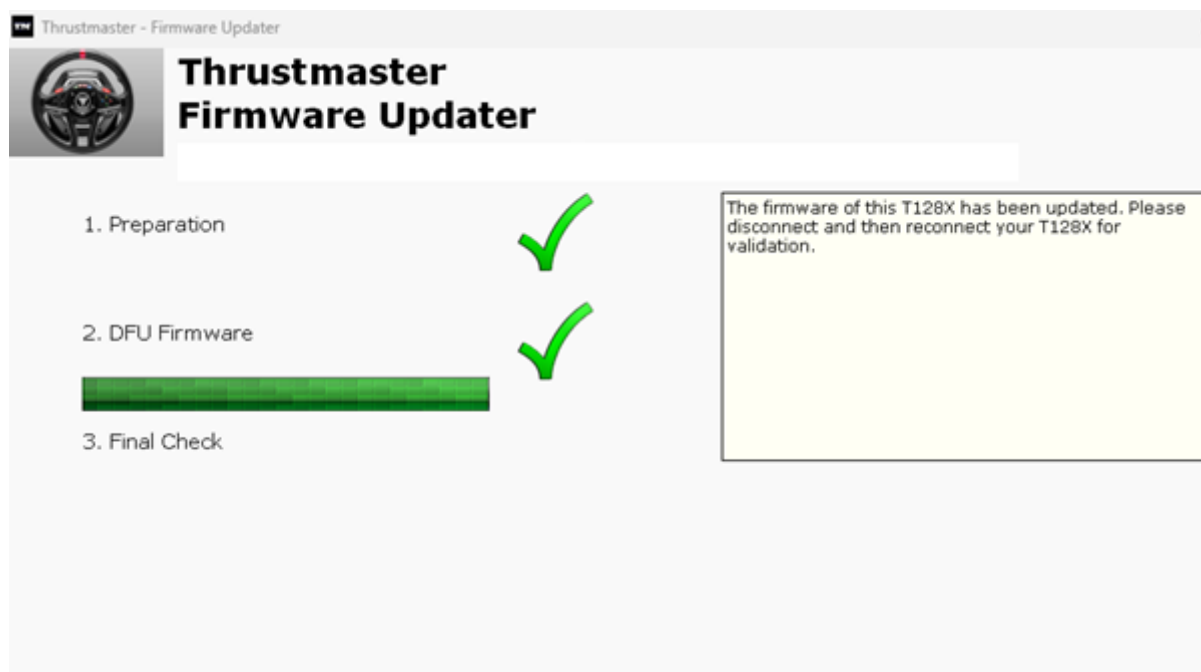 Thrustmaster - Firmware Updater
Thrustmaster
Firmware Updater
1. Preparation
The firmware of this T128X has been updated. Please
disconnect and then reconnect your T128X for
validation.
2. DFU Firmware
3. Final Check